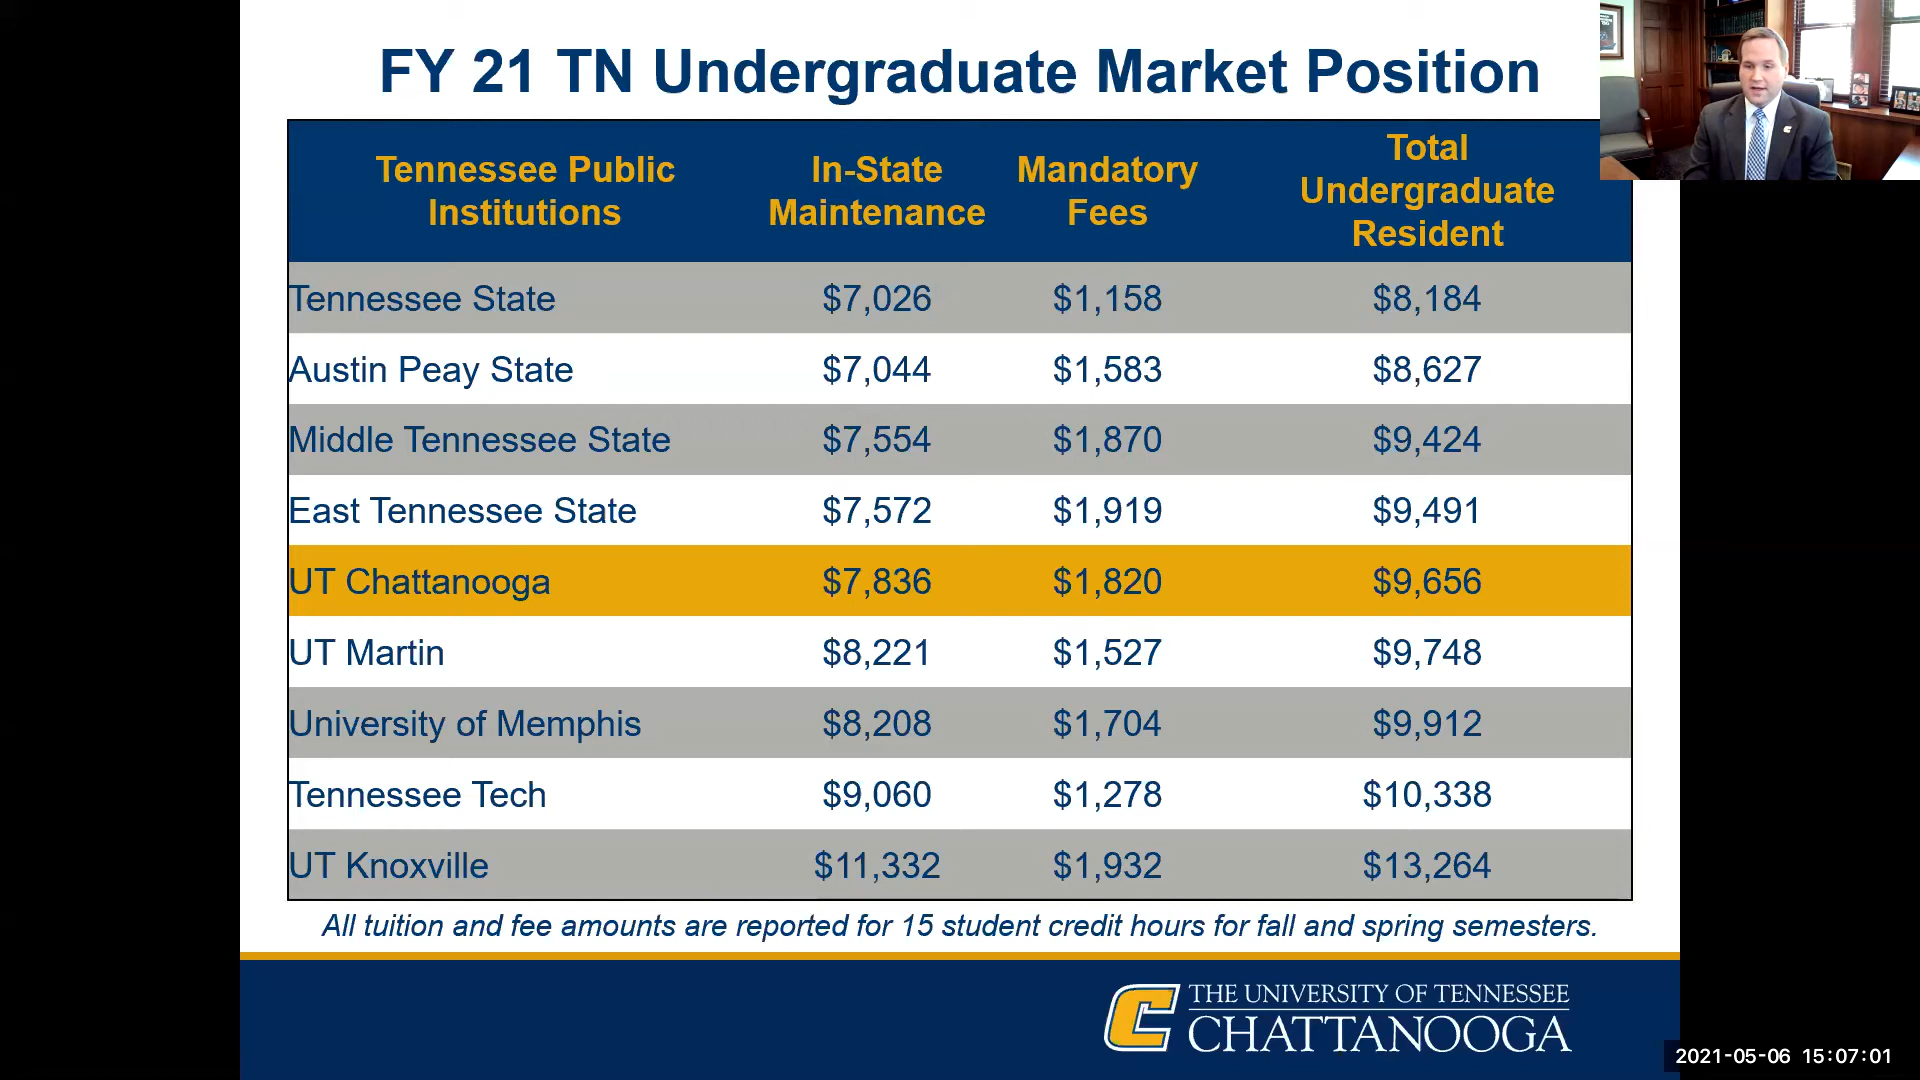 FY 21 TN Undergraduate Market Position
Tennessee Public Institutions In-State Maintenance Mandatory Fees Total Undergraduate Resident
Tennessee State $7,026 $1,158 $8,184
Austin Peay State $7,044 $1,583 $8,627
Middle Tennessee State $7,554 $1,870 $9,424
East Tennessee State $7,572 $1,919 $9,491
UT Chattanooga $7,836 $1,820 $9,656
UT Martin $8,221 $1,527 $9,748
University of Memphis $8,208 $1,704 $9,912
Tennessee Tech $9,060 $1,278 $10,338
UT Knoxville $11,332 $1,932 $13,264
All tuition and fee amounts are reported for 15 student credit hours for fall and spring semesters.
C THE UNIVERSITY OF TENNESSEE
CHATTANOOGA
2021-05-06 15:07:01